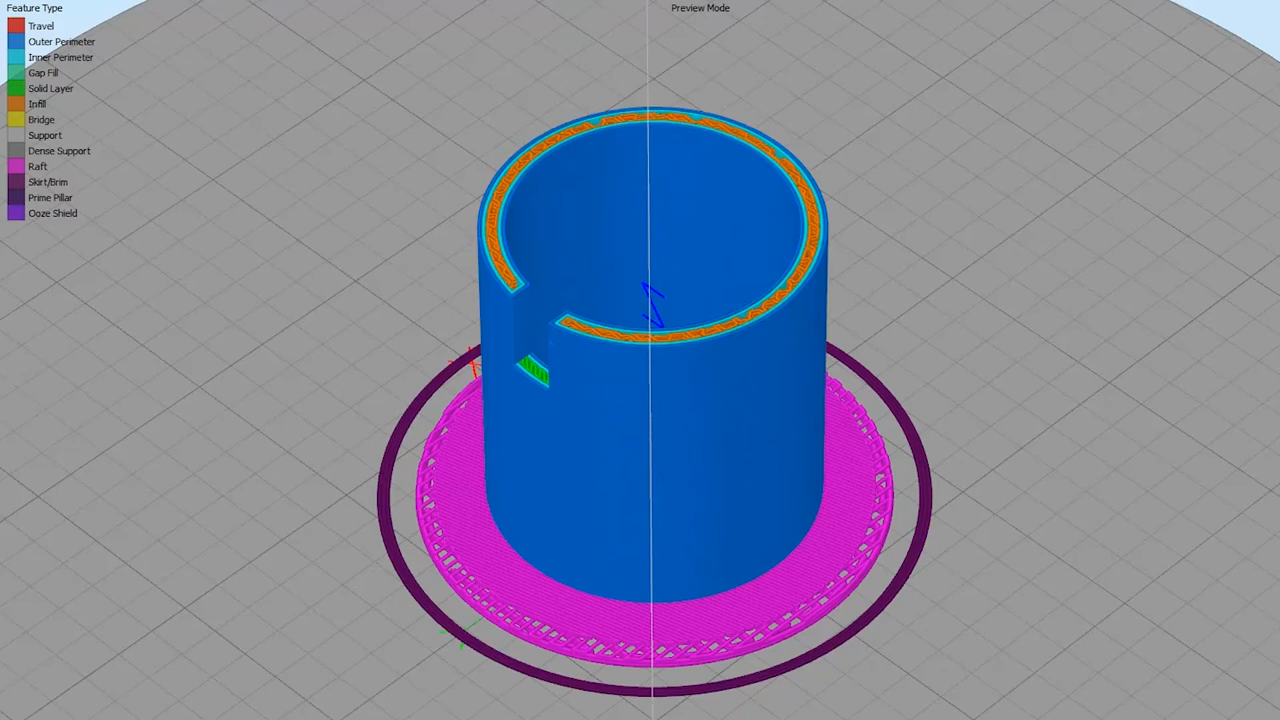 Feature Type
Preview Mode
Travel
Outer Perimeter
Inner Perimeter
Gap Fill
Solid Layer
Infill
Bridge
Support
Dense Support
Raft
Skirt/Brim
Prime Pillar
Ooze Shield